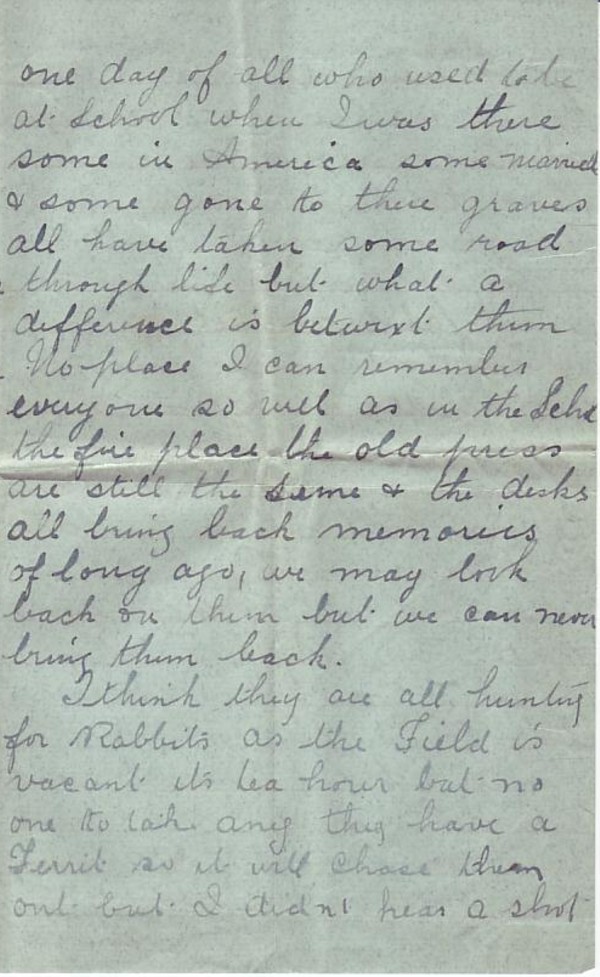 one day of all who used to be
at School when I was there
some in America some married
& some gone to there graves
all have taken some road
through life but what a
difference is betwixt them
No place I can remember
everyone so well as in the Scho
the fire place the old press
are still the same & the desks
all bring back memories
of long ago, we may look
back on them but we can never
bring them back.
I think they are all hunting
for Rabbits as the Field is
vacant its tea hour but no
one to take any they have a
Ferrit so it will chase them
out but I didn't hear a shot